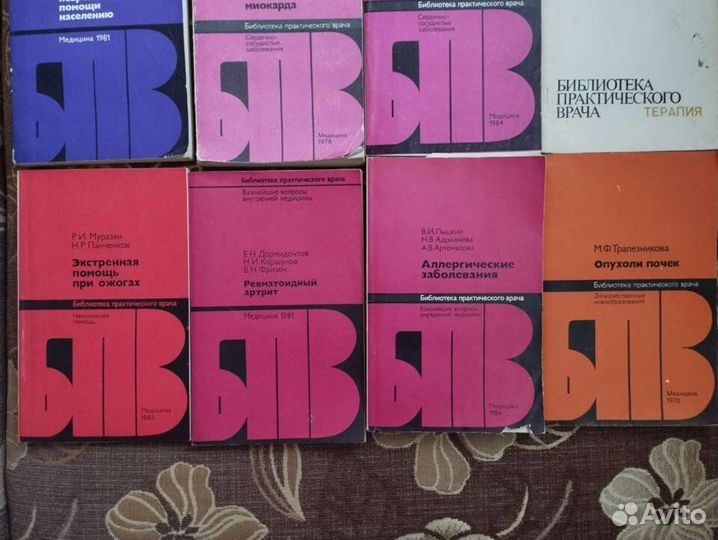 помощи
населению
Медицина 1981
БПВ
миокарда
Библиотека практического врача
Сердечно-
сосудистые
заболевания
БПВ
Медицина
1978
Библиотека практического врача
Сердечно-
сосудистые
заболевания
БПВ
Медицина
1984
БИБЛИОТЕКА
ПРАКТИЧЕСКОГО
ВРАЧА
ТЕРАПИЯ
Р.И. Муразян
Н.Р. Панченков
Экстренная
помощь
при ожогах
Библиотека практического врача
Неотложная
помощь
БПВ
Медицина
1983
Библиотека практического врача
Важнейшие вопросы
внутренней медицины
Е.Н. Дормидонтов
Н.И. Коршунов
Б.Н. Фризен
Ревматоидный
артрит
Медицина 1981
БПВ
В.И. Пыцкий
Н.В. Адрианова
А.В. Артомасова
Аллергические
заболевания
Библиотека практического врача
Важнейшие вопросы
внутренней медицины
БПВ
Медицина
1984
М.Ф. Трапезникова
Опухоли почек
Библиотека практического врача
Злокачественные
новообразования
БПВ
Медицина
1978
Avito